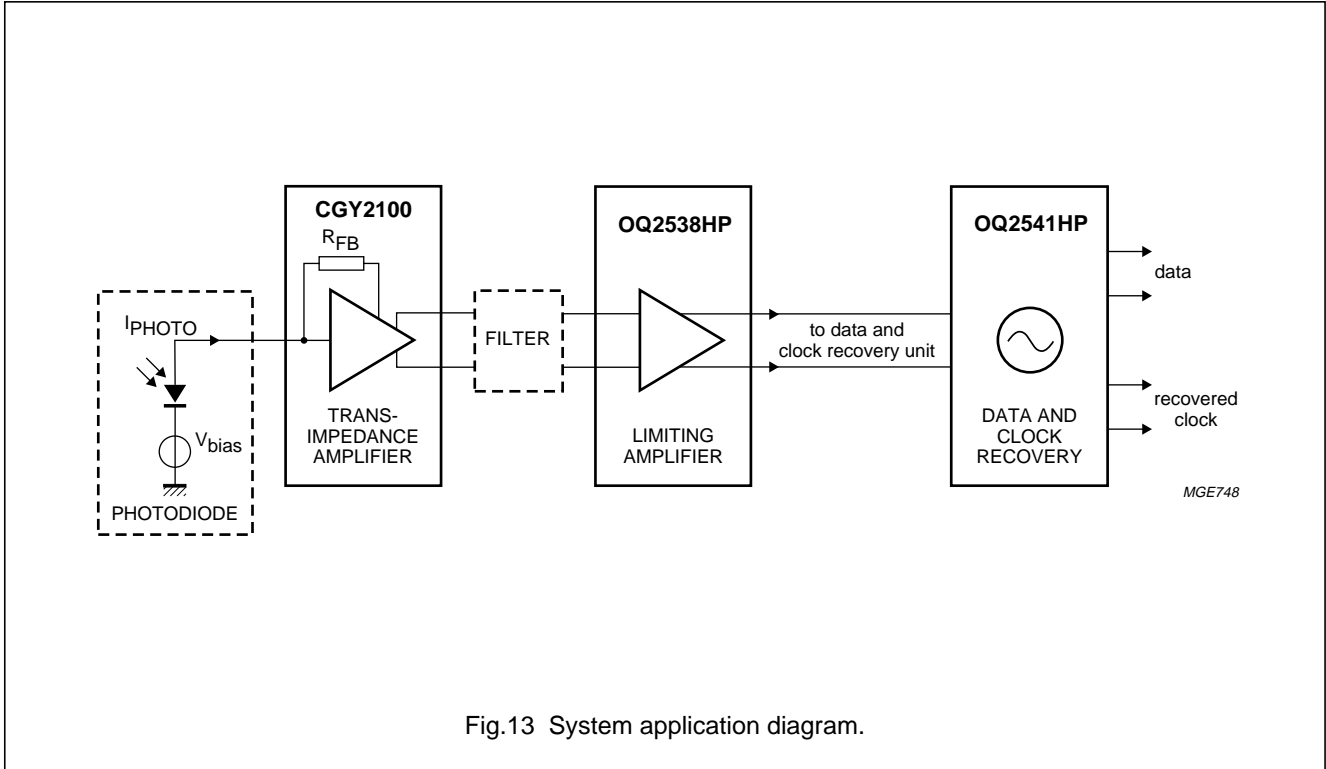 CGY2100
RFB
TRANS-
IMPEDANCE
AMPLIFIER
IPHOTO
Vbias
PHOTODIODE
FILTER
OQ2538HP
LIMITING
AMPLIFIER
to data and
clock recovery unit
OQ2541HP
DATA AND
CLOCK
RECOVERY
data
recovered
clock
MGE748
Fig.13 System application diagram.